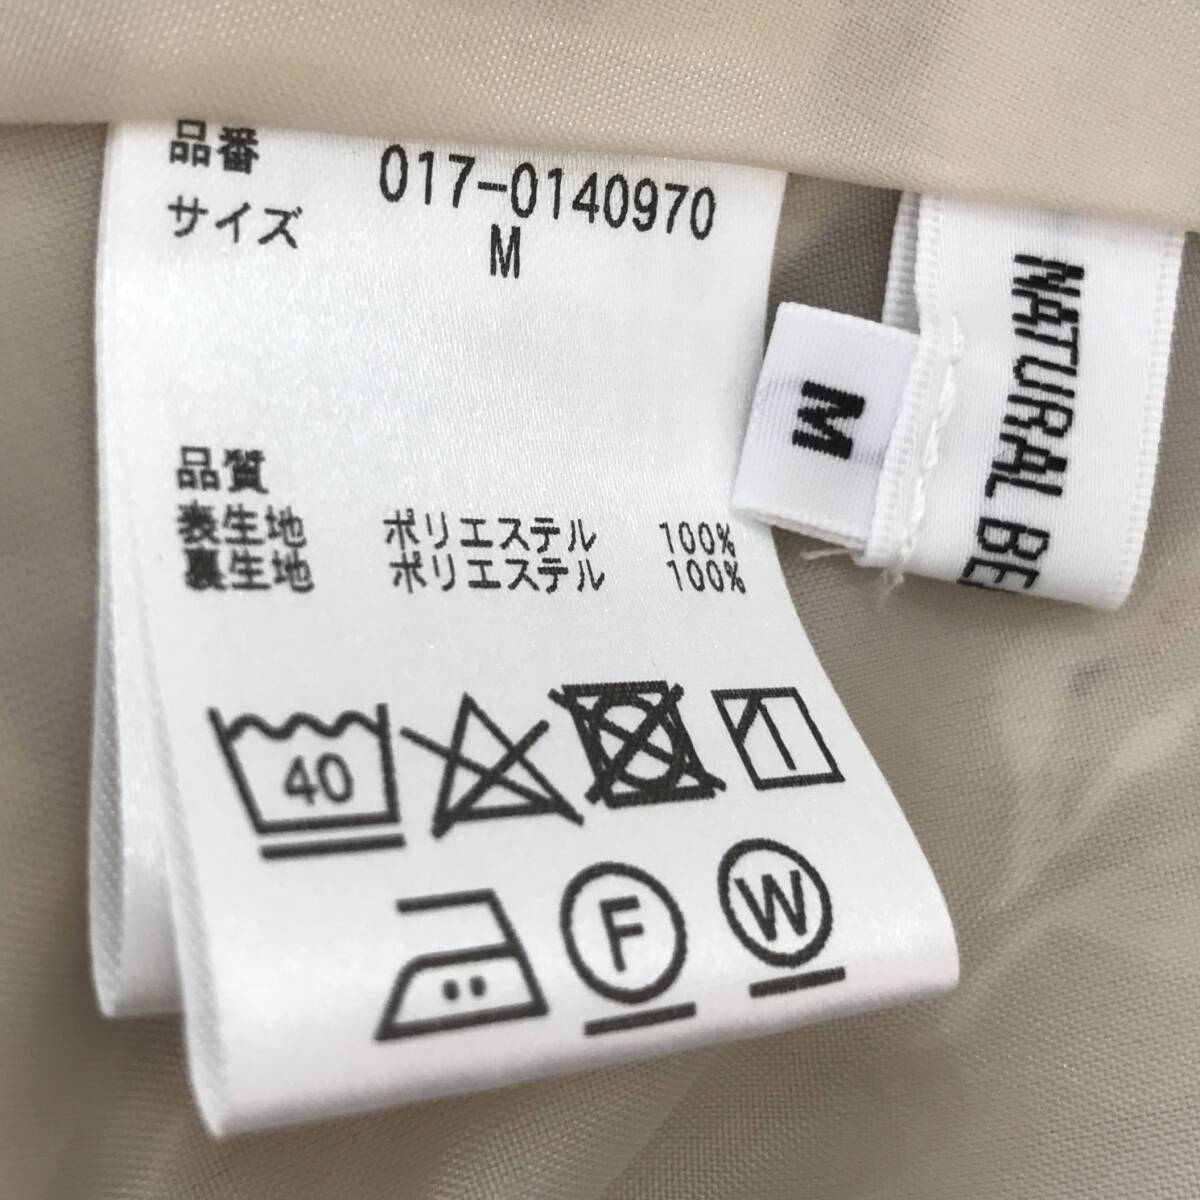 品番 017-0140970
サイズ M
品質
表生地 ポリエステル 100%
裏生地 ポリエステル 100%
40
F
W
M
NATURAL